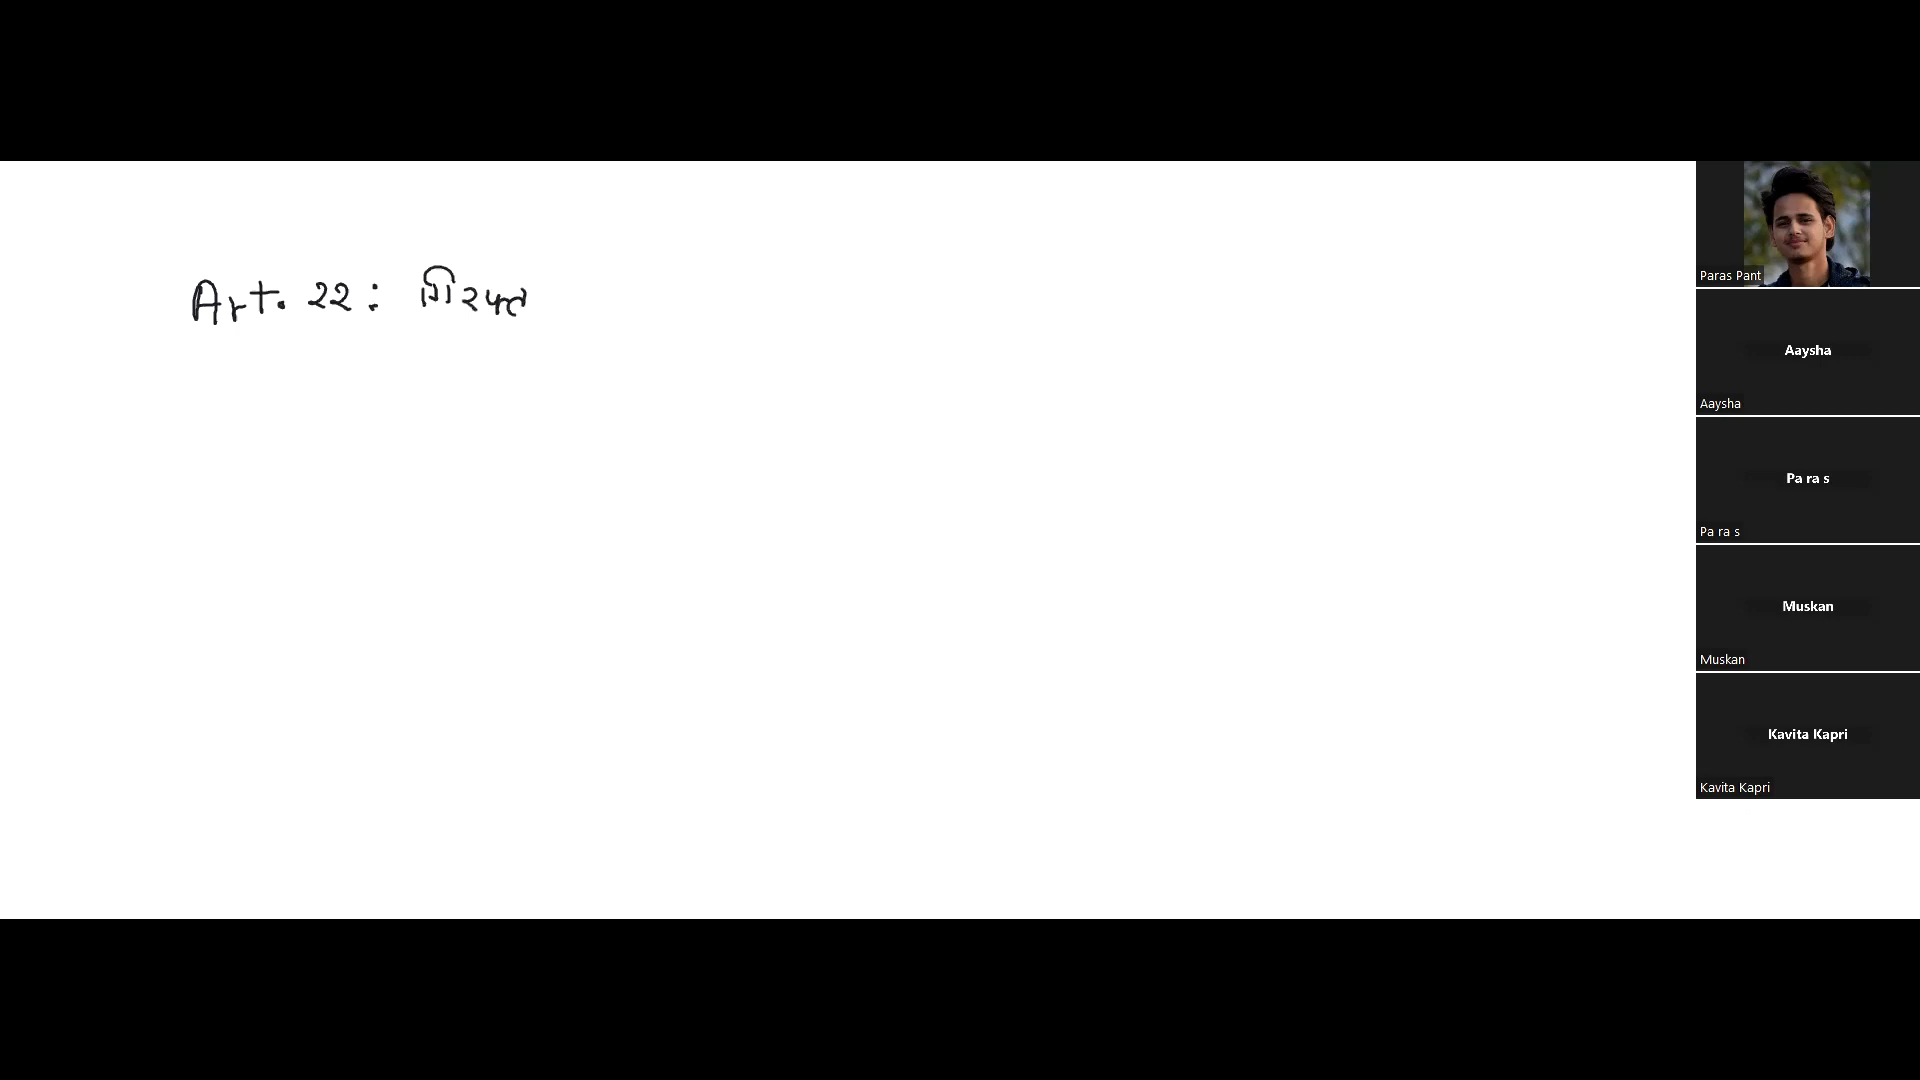 Art. 22 : गिरफ्त
Paras Pant
Aaysha
Aaysha
Pa ra s
Pa ra s
Muskan
Muskan
Kavita Kapri
Kavita Kapri